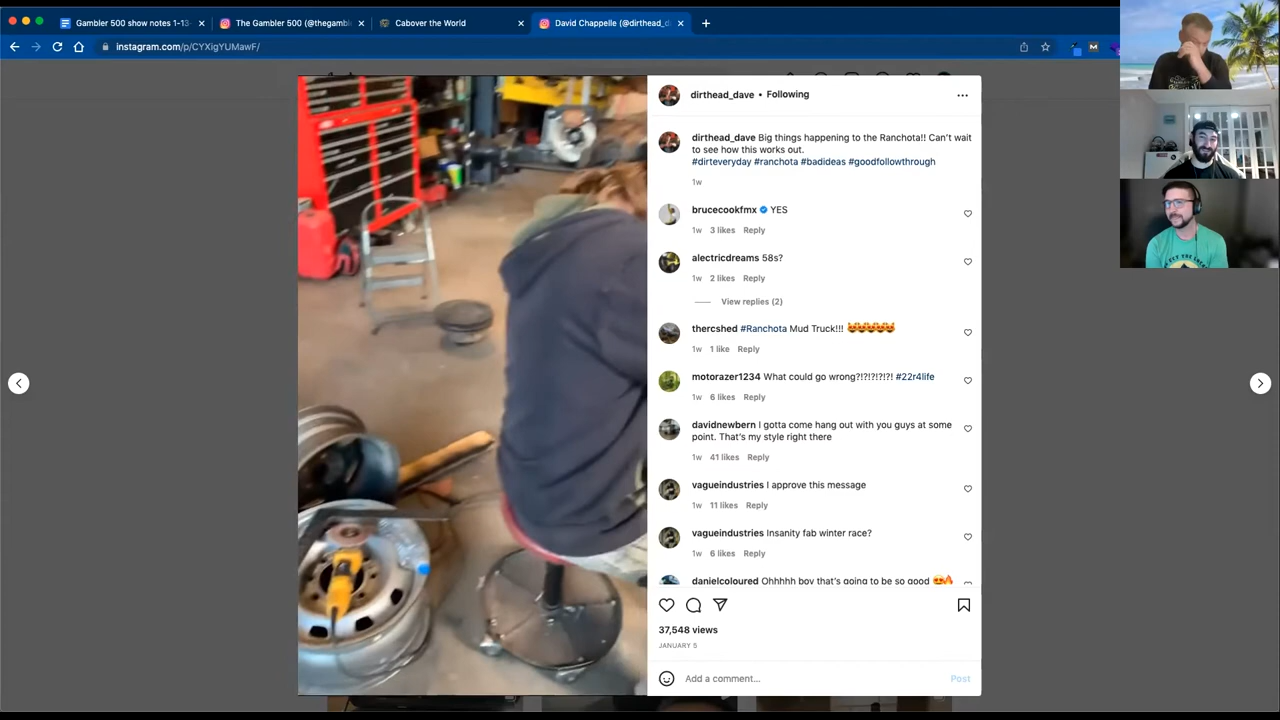 Gambler 500 show notes 1-13-
The Gambler 500 (@thegambl
Cabover the World
David Chappelle (@dirthead_d
instagram.com/p/CYXigYUMawF/
dirthead_dave • Following
dirthead_dave Big things happening to the Ranchota!! Can't wait
to see how this works out.
#dirteveryday #ranchota #badideas #goodfollowthrough
1w
brucecookfmx YES
1w 3 likes Reply
alectricdreams 58s?
1w 2 likes Reply
View replies (2)
thercshed #Ranchota Mud Truck!!! 
1w 1 like Reply
motorazer1234 What could go wrong?!?!?!?!?! #22r4life
1w 6 likes Reply
davidnewbern I gotta come hang out with you guys at some
point. That's my style right there
1w 41 likes Reply
vagueindustries I approve this message
1w 11 likes Reply
vagueindustries Insanity fab winter race?
1w 6 likes Reply
danielcoloured Ohhhhh boy that's going to be so good 😍🔥
37,548 views
JANUARY 5
Add a comment...
Post